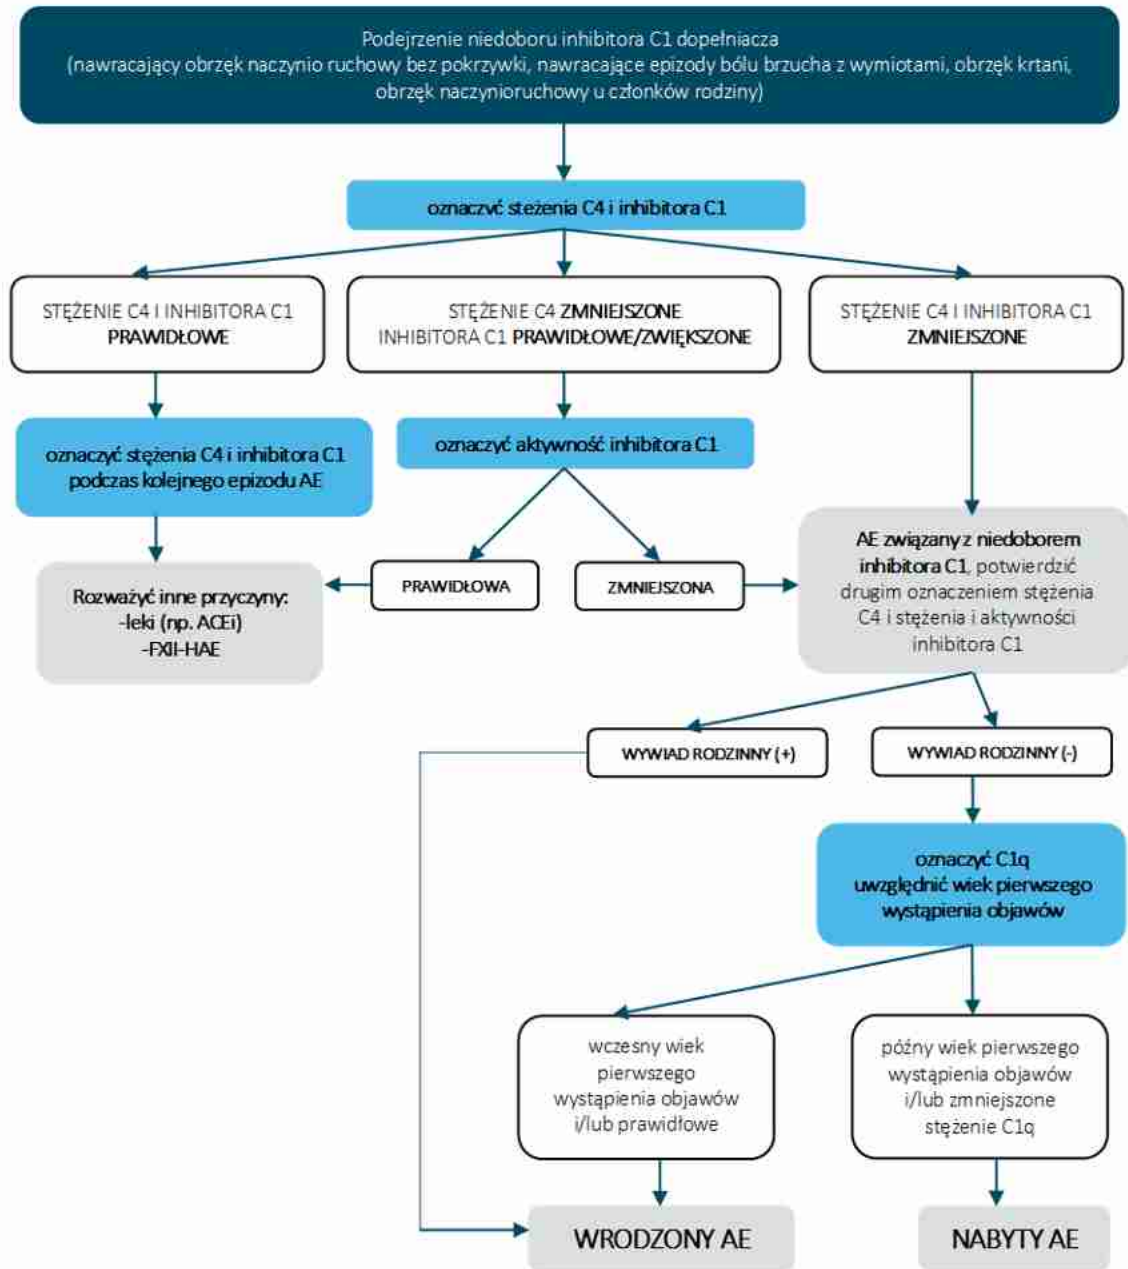 Podejrzenie niedoboru inhibitora C1 dopełniacza
(nawracający obrzęk naczynio ruchowy bez pokrzywki, nawracające epizody bólu brzucha z wymiotami, obrzęk krtani,
obrzęk naczynioruchowy u członków rodziny)
oznaczyć stężenia C4 i inhibitora C1
STĘŻENIE C4 I INHIBITORA C1
PRAWIDŁOWE
STĘŻENIE C4 ZMNIEJSZONE
INHIBITORA C1 PRAWIDŁOWE/ZWIĘKSZONE
STĘŻENIE C4 I INHIBITORA C1
ZMNIEJSZONE
oznaczyć stężenia C4 i inhibitora C1
podczas kolejnego epizodu AE
oznaczyć aktywność inhibitora C1
AE związany z niedoborem
inhibitora C1, potwierdzić
drugim oznaczeniem stężenia
C4 i stężenia i aktywności
inhibitora C1
Rozważyć inne przyczyny:
-leki (np. ACEi)
-FXII-HAE
PRAWIDŁOWA
ZMNIEJSZONA
WYWIAD RODZINNY (+)
WYWIAD RODZINNY (-)
oznaczyć C1q
uwzględnić wiek pierwszego
wystąpienia objawów
wczesny wiek
pierwszego
wystąpienia objawów
i/lub prawidłowe
późny wiek pierwszego
wystąpienia objawów
i/lub zmniejszone
stężenie C1q
WRODZONY AE
NABYTY AE